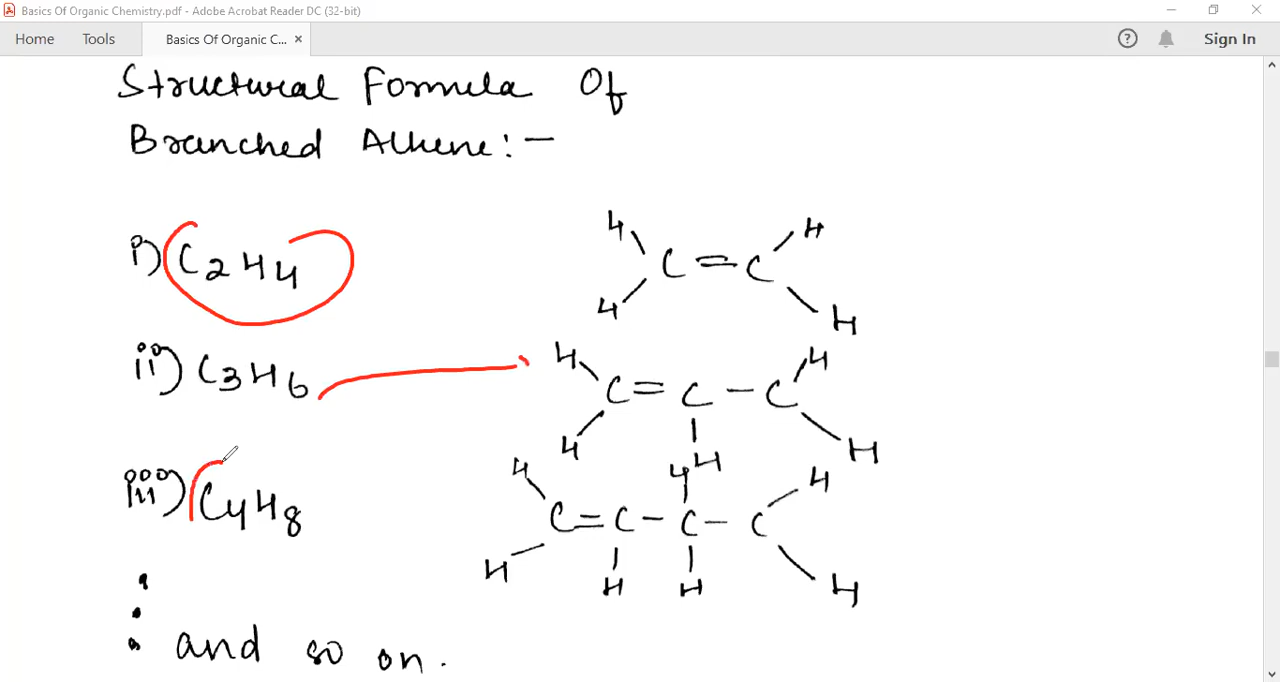 Basics Of Organic Chemistry.pdf - Adobe Acrobat Reader DC (32-bit)
Home Tools Basics Of Organic C... × ? Sign In
Structural Formula Of
Branched Alkene:-
i) C2H4
H H
C = C
H H
ii) C3H6
H H
C = C - C
H H H
iii) C4H8
H H H
C = C - C - C
H H H H
and so on.